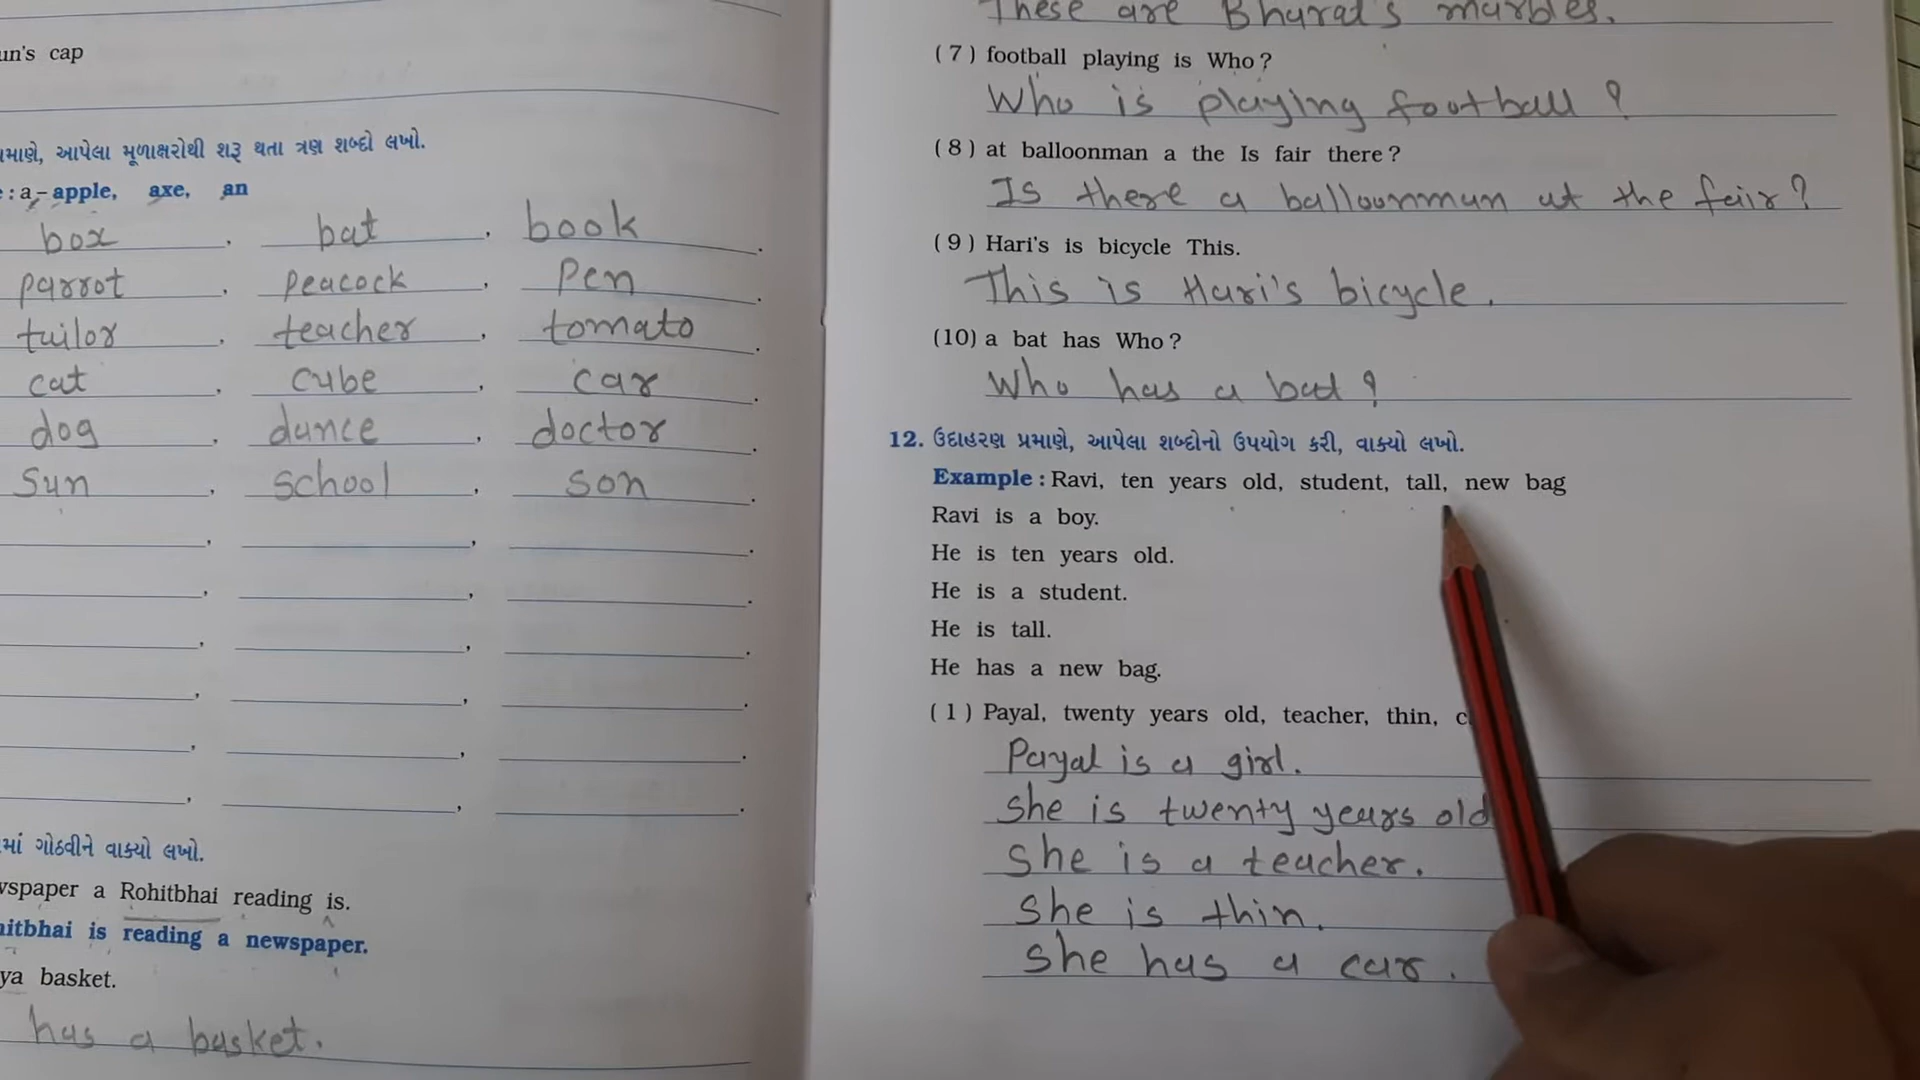 un's cap
માણે, આપેલા મૂળાક્ષરોથી શરૂ થતા ત્રણ શબ્દો લખો.
: a - apple, axe, an
box, bat, book.
parrot, peacock, pen.
tailor, teacher, tomato.
cat, cube, car.
dog, dance, doctor.
Sun, school, son.
માં ગોઠવીને વાક્યો લખો.
wspaper a Rohitbhai reading is.
hitbhai is reading a newspaper.
ya basket.
has a basket.
These are Bharat's marbles.
(7) football playing is Who?
Who is playing football?
(8) at balloonman a the Is fair there?
Is there a balloonman at the fair?
(9) Hari's is bicycle This.
This is Hari's bicycle.
(10) a bat has Who?
Who has a bat?
12. ઉદાહરણ પ્રમાણે, આપેલા શબ્દોનો ઉપયોગ કરી, વાક્યો લખો.
Example : Ravi, ten years old, student, tall, new bag
Ravi is a boy.
He is ten years old.
He is a student.
He is tall.
He has a new bag.
(1) Payal, twenty years old, teacher, thin, c
Payal is a girl.
She is twenty years old
She is a teacher.
She is thin.
She has a car.